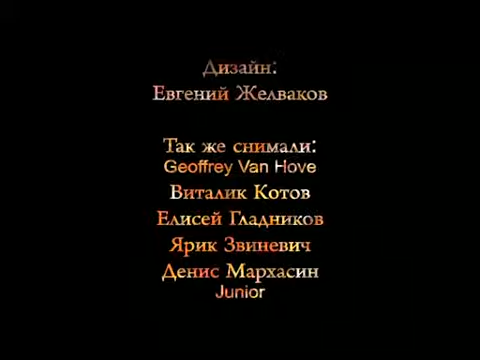 Дизайн:
Евгений Желваков
Так же снимали:
Geoffrey Van Hove
Виталик Котов
Елисей Гладников
Ярик Звиневич
Денис Мархасин
Junior